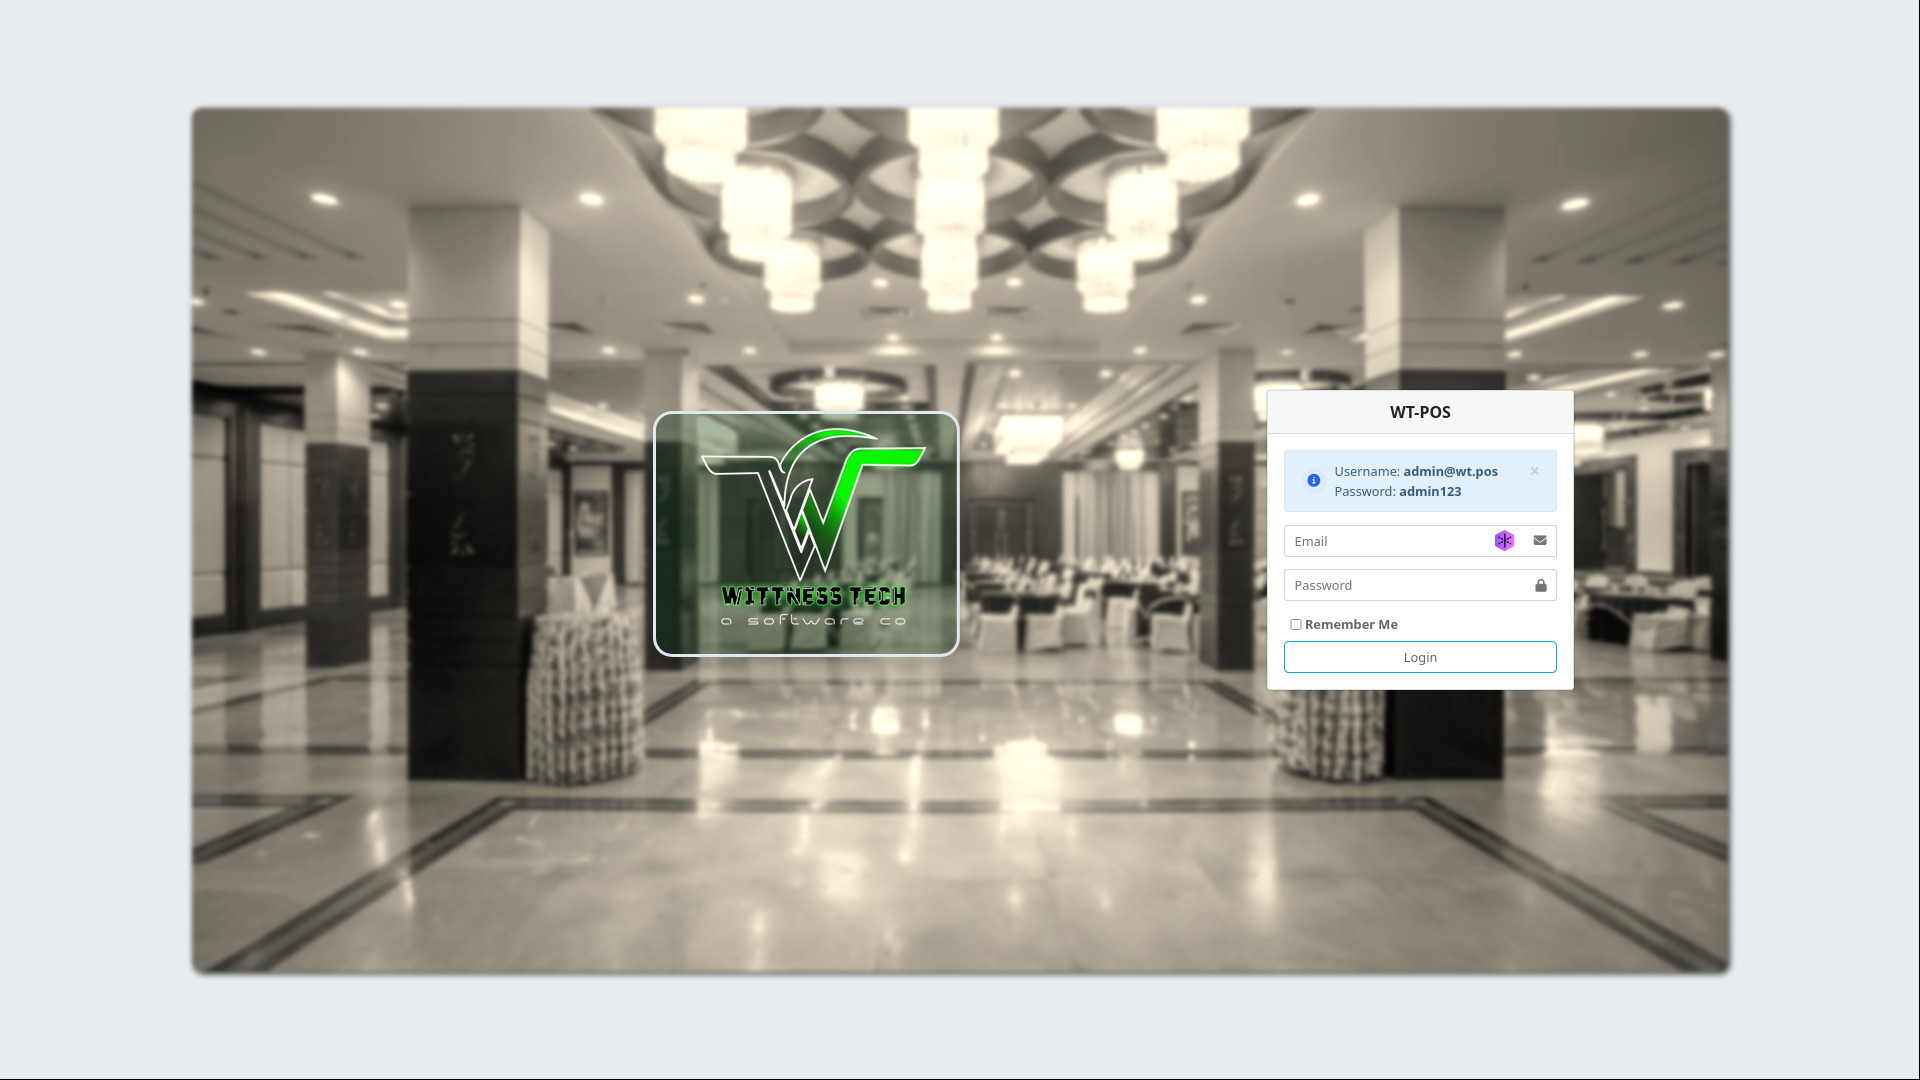 WITTNESS TECH
a software co
WT-POS
Username: admin@wt.pos
Password: admin123
Email
Password
Remember Me
Login